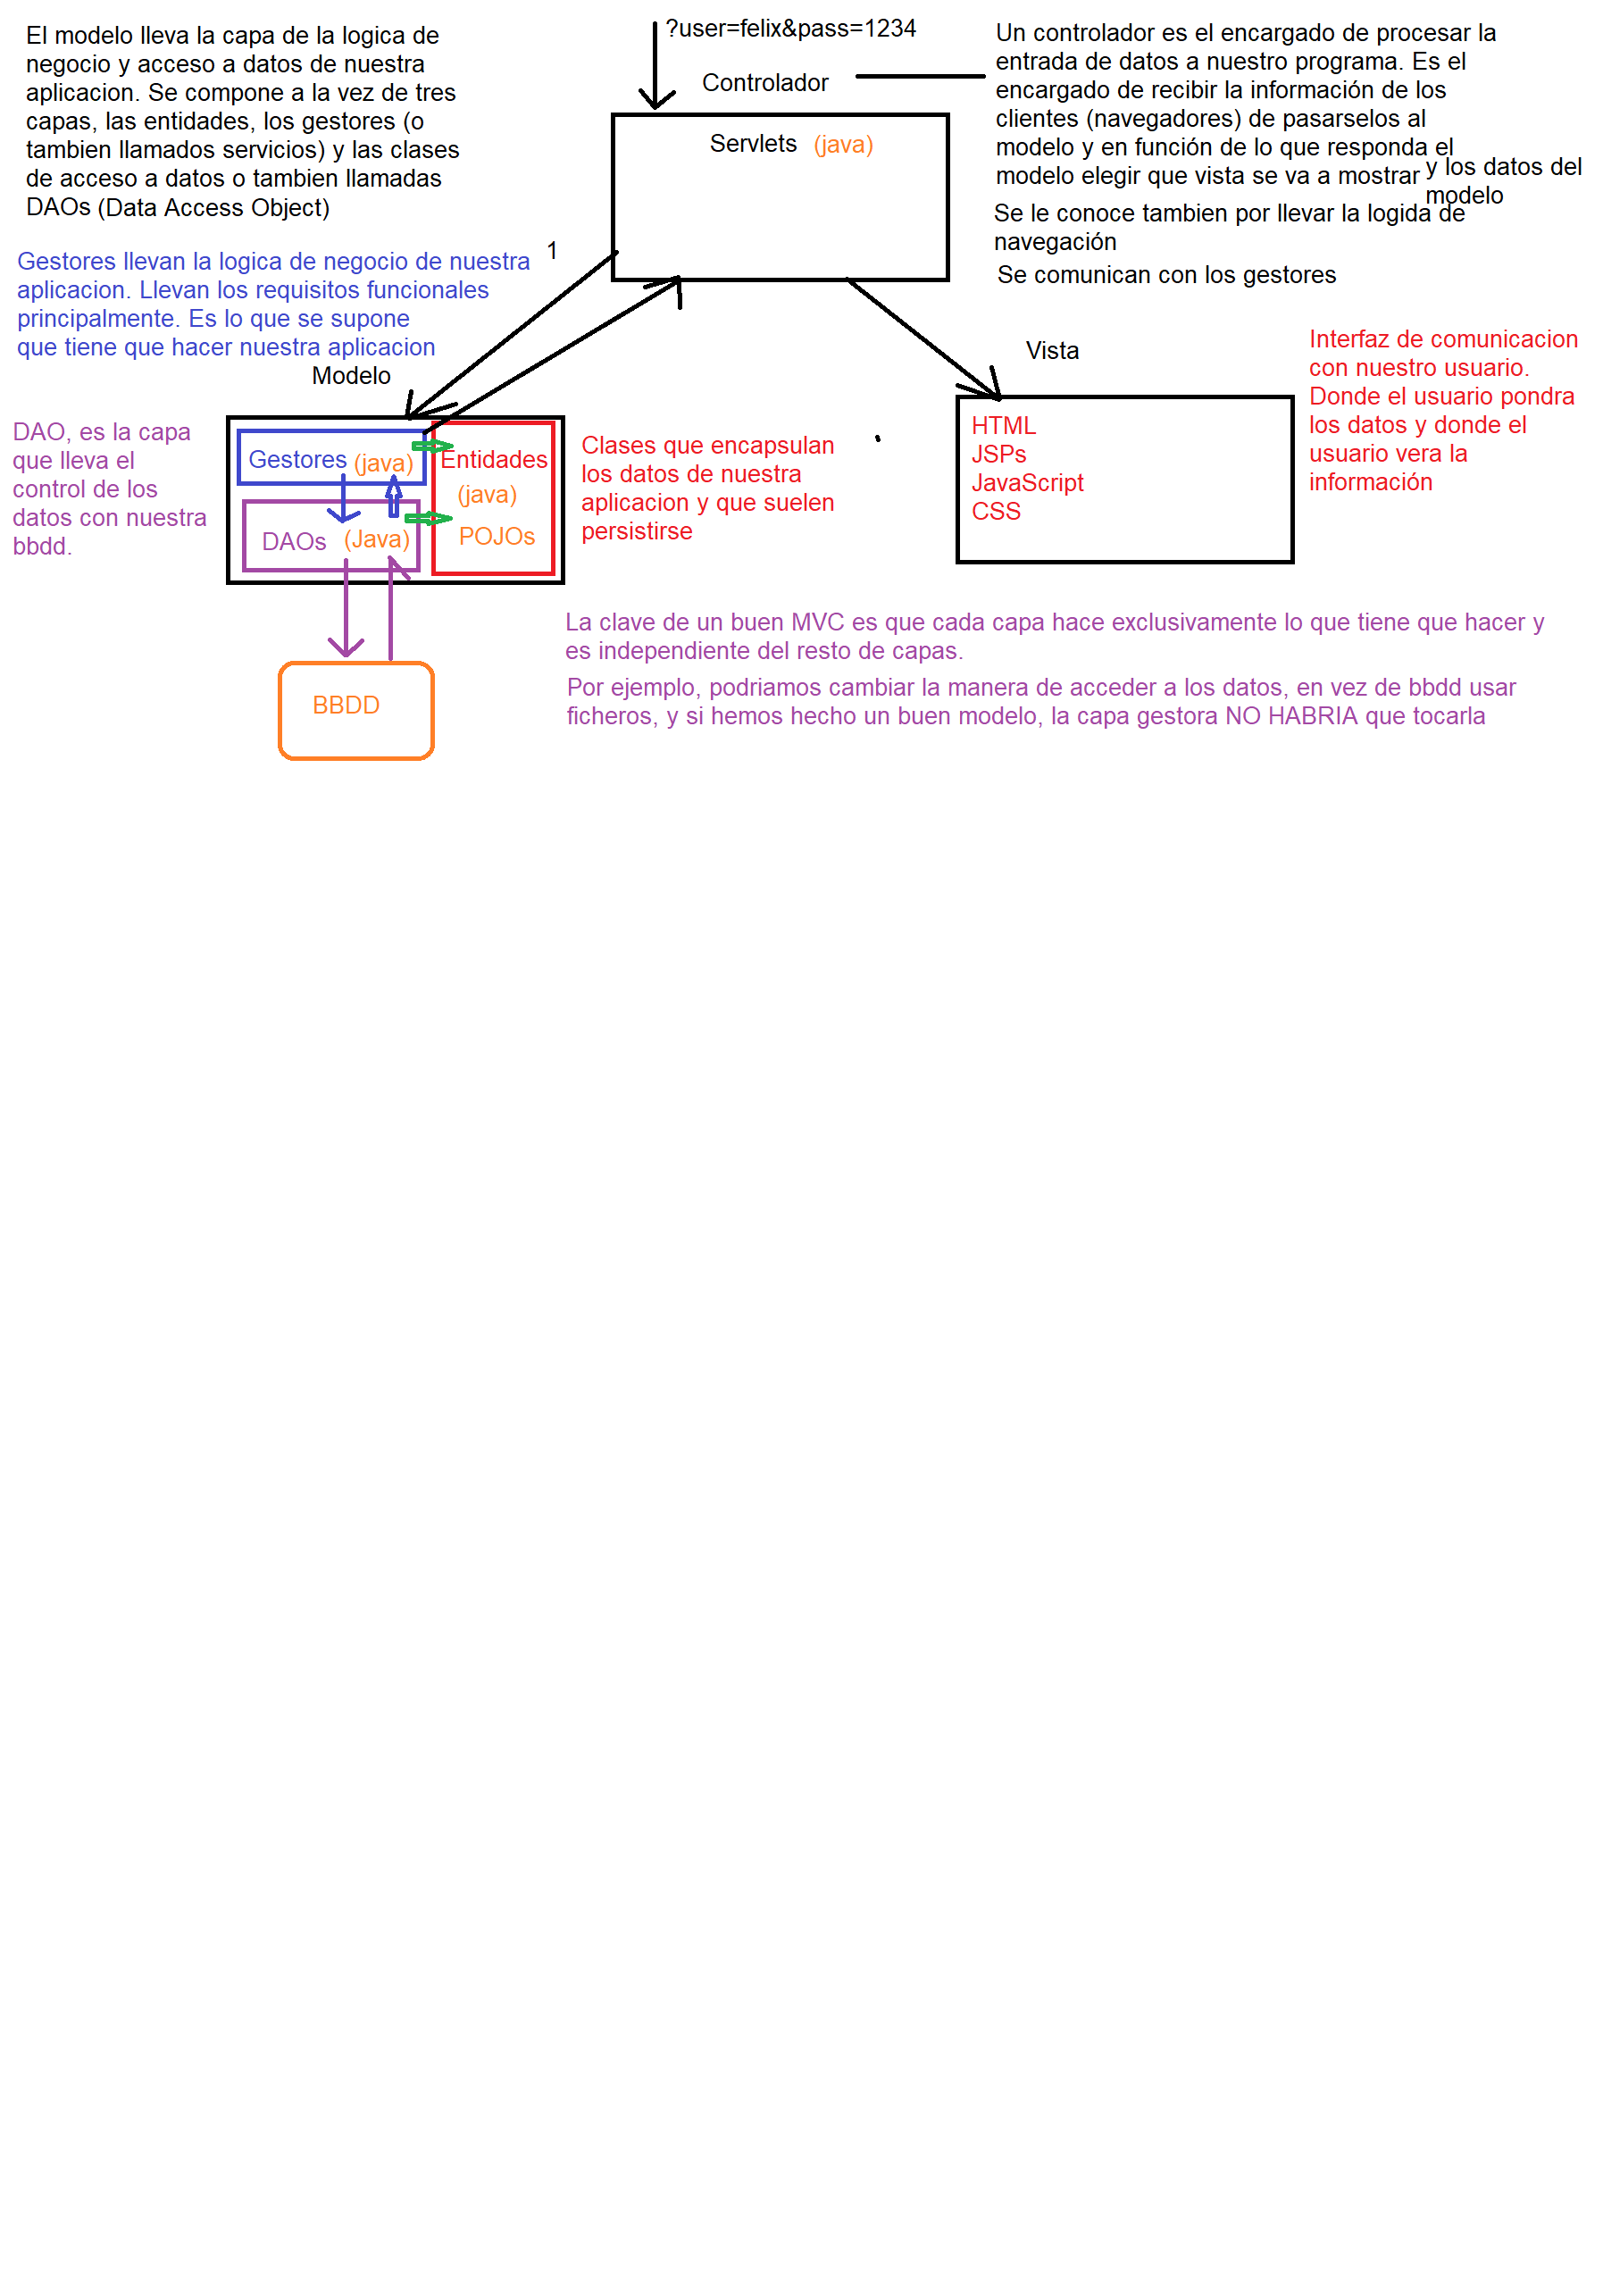 El modelo lleva la capa de la logica de
negocio y acceso a datos de nuestra
aplicacion. Se compone a la vez de tres
capas, las entidades, los gestores (o
tambien llamados servicios) y las clases
de acceso a datos o tambien llamadas
DAOs (Data Access Object)
?user=felix&pass=1234
Controlador
Servlets (java)
Un controlador es el encargado de procesar la
entrada de datos a nuestro programa. Es el
encargado de recibir la información de los
clientes (navegadores) de pasarselos al
modelo y en función de lo que responda el
modelo elegir que vista se va a mostrar
y los datos del
modelo
Se le conoce tambien por llevar la logida de
navegación
Se comunican con los gestores
1
Gestores llevan la logica de negocio de nuestra
aplicacion. Llevan los requisitos funcionales
principalmente. Es lo que se supone
que tiene que hacer nuestra aplicacion
Modelo
Vista
Interfaz de comunicacion
con nuestro usuario.
Donde el usuario pondra
los datos y donde el
usuario vera la
información
DAO, es la capa
que lleva el
control de los
datos con nuestra
bbdd.
Gestores (java)
Entidades
(java)
POJOs
DAOs (Java)
Clases que encapsulan
los datos de nuestra
aplicacion y que suelen
persistirse
HTML
JSPs
JavaScript
CSS
La clave de un buen MVC es que cada capa hace exclusivamente lo que tiene que hacer y
es independiente del resto de capas.
Por ejemplo, podriamos cambiar la manera de acceder a los datos, en vez de bbdd usar
ficheros, y si hemos hecho un buen modelo, la capa gestora NO HABRIA que tocarla
BBDD